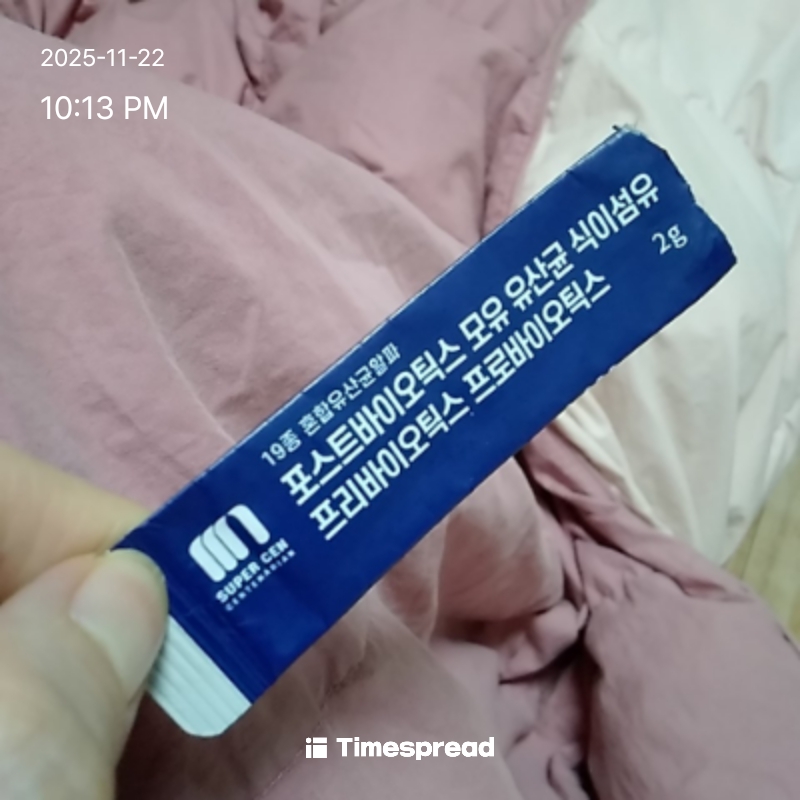 2025-11-22
10:13 PM
19종 혼합유산균알파
포스트바이오틱스 모유 유산균 식이섬유
프리바이오틱스 프로바이오틱스
2g
SUPER GEN
CENTENARIAN
Timespread